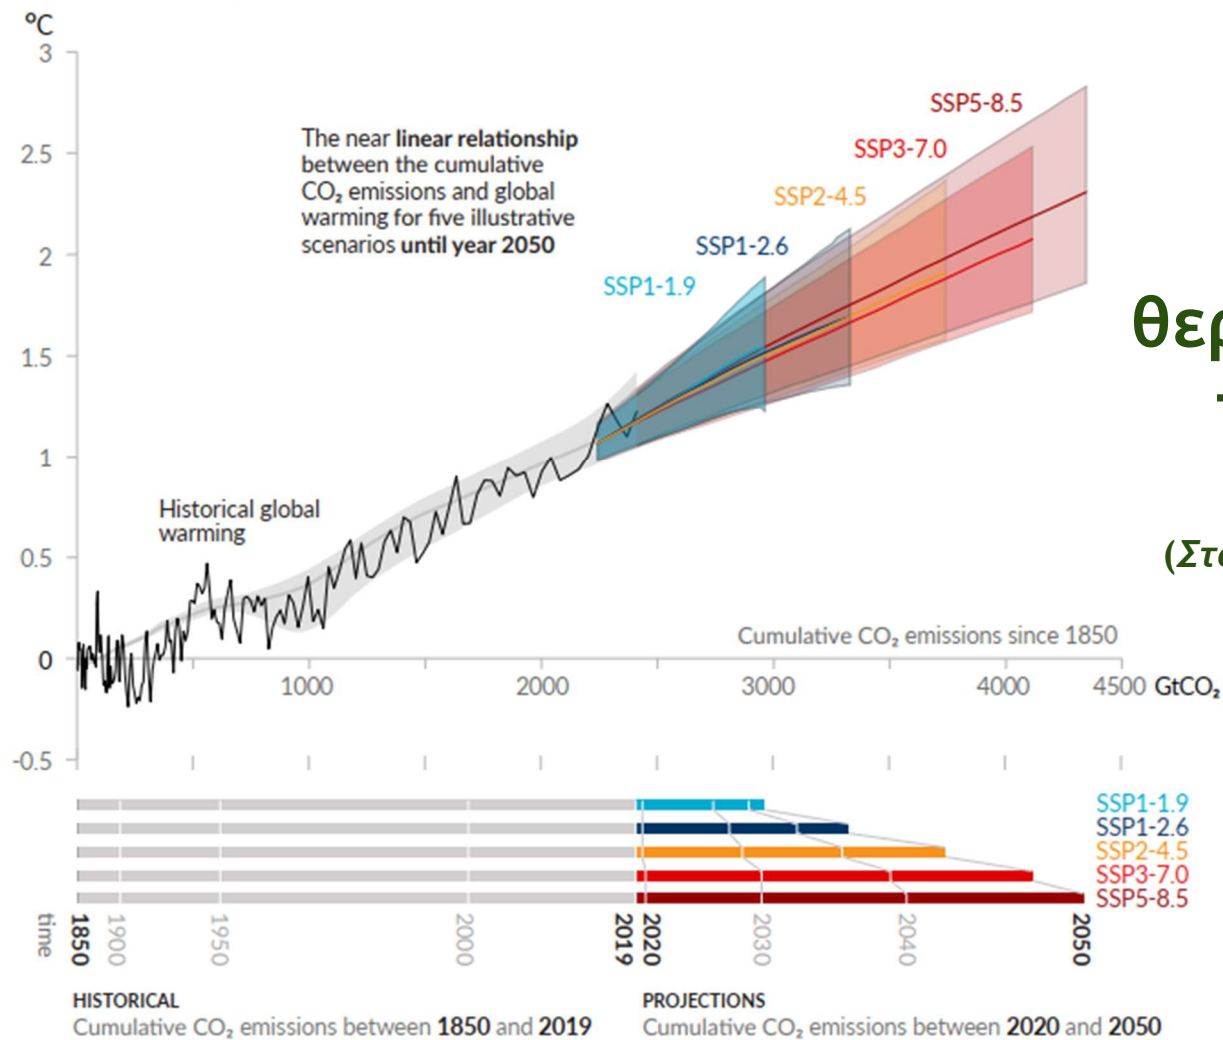 °C
3
2.5
2
1.5
1
0.5
0
-0.5
The near linear relationship
between the cumulative
CO₂ emissions and global
warming for five illustrative
scenarios until year 2050
SSP5-8.5
SSP3-7.0
SSP2-4.5
SSP1-2.6
SSP1-1.9
Historical global
warming
Cumulative CO₂ emissions since 1850
1000 2000 3000 4000 4500 GtCO₂
SSP1-1.9
SSP1-2.6
SSP2-4.5
SSP3-7.0
SSP5-8.5
time 1850 1900 1950 2000 2019 2020 2030 2040 2050
HISTORICAL
Cumulative CO₂ emissions between 1850 and 2019
PROJECTIONS
Cumulative CO₂ emissions between 2020 and 2050